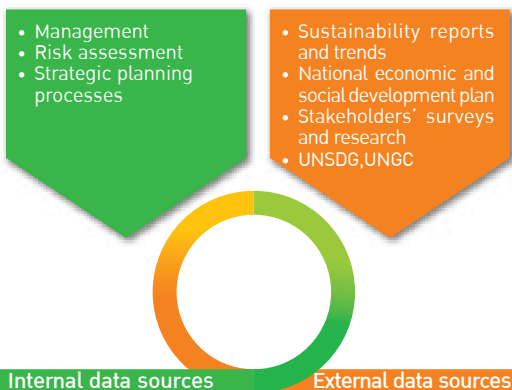 • Management
• Risk assessment
• Strategic planning
processes
• Sustainability reports
and trends
• National economic and
social development plan
• Stakeholders' surveys
and research
• UNSDG,UNGC
Internal data sources
External data sources